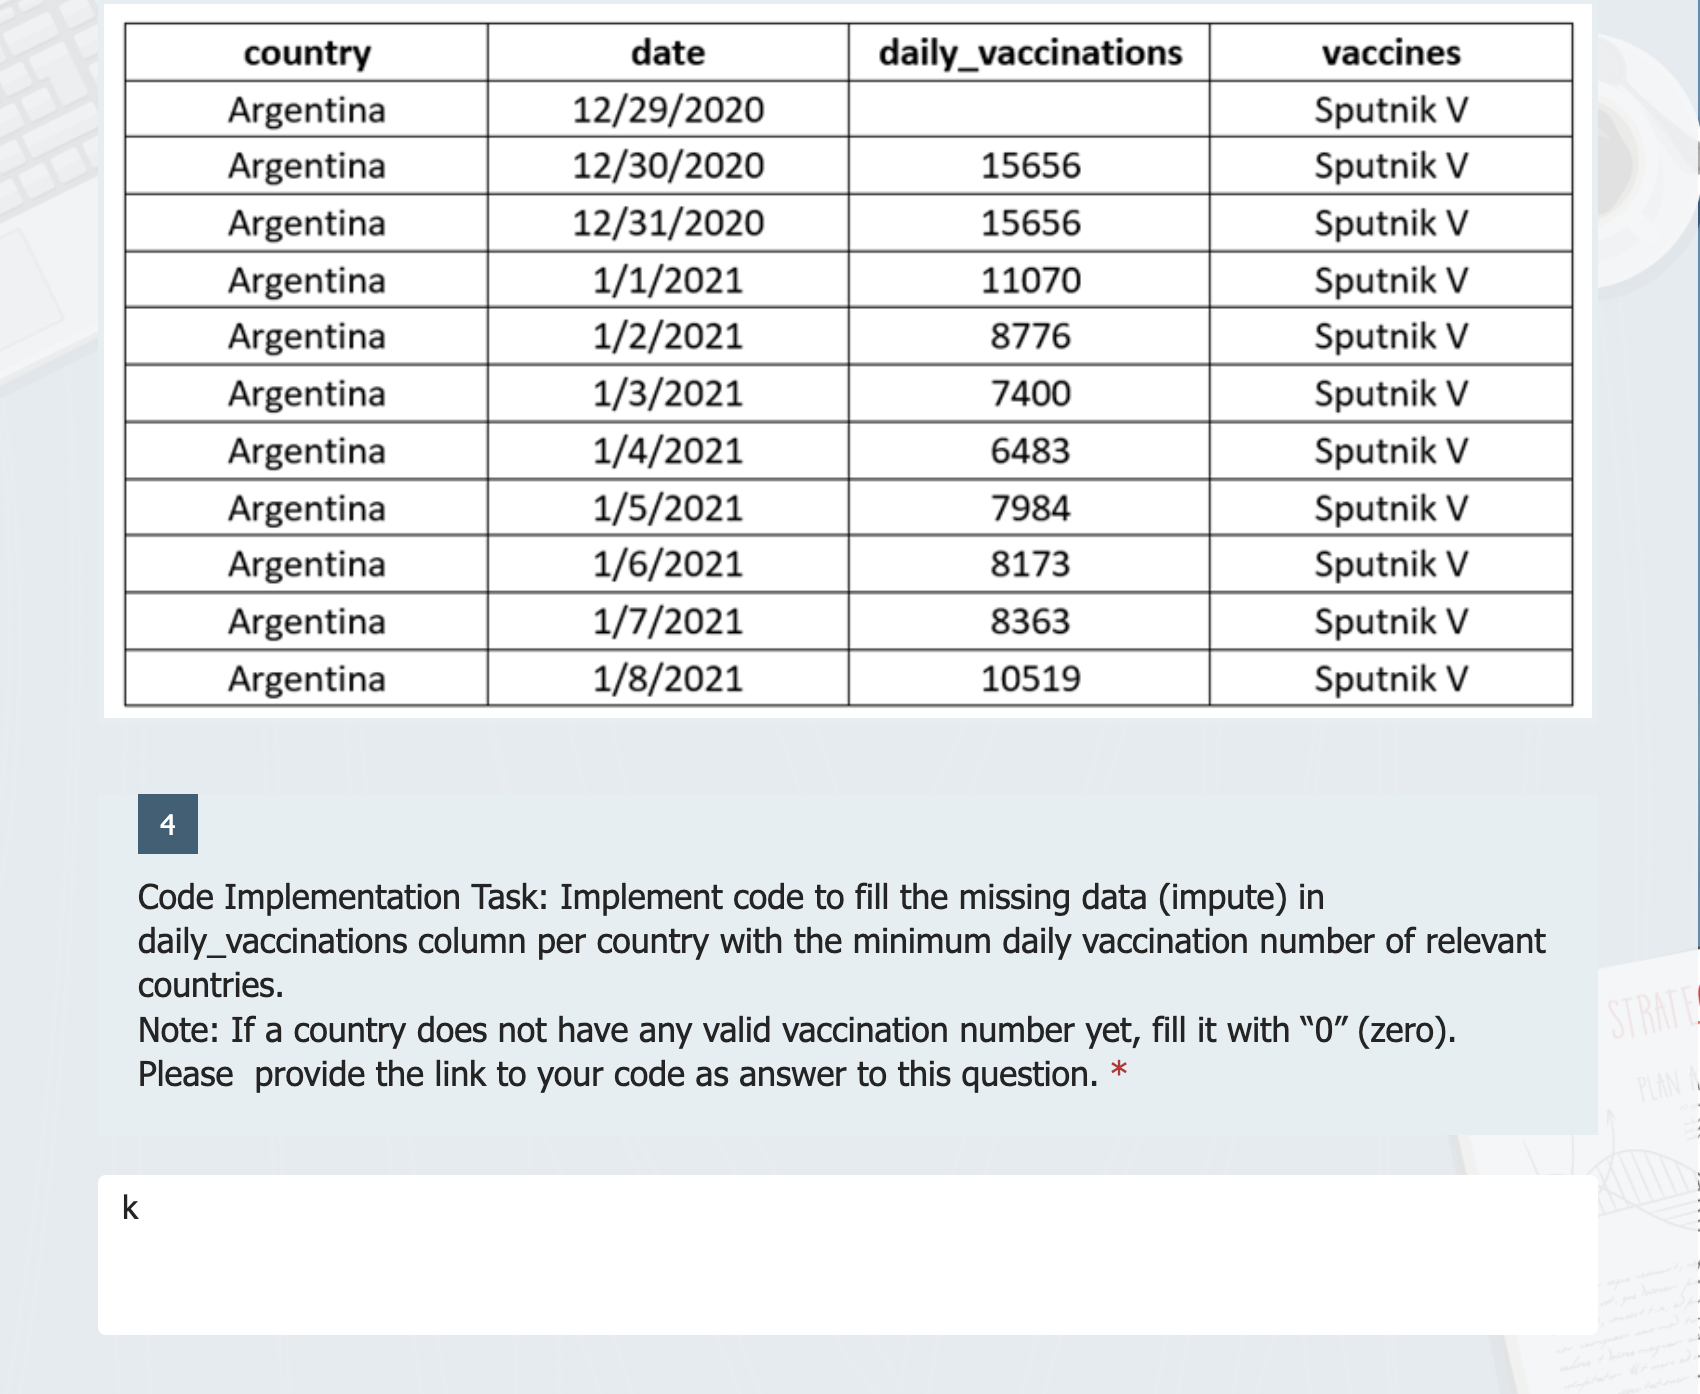 country date daily_vaccinations vaccines
Argentina 12/29/2020 Sputnik V
Argentina 12/30/2020 15656 Sputnik V
Argentina 12/31/2020 15656 Sputnik V
Argentina 1/1/2021 11070 Sputnik V
Argentina 1/2/2021 8776 Sputnik V
Argentina 1/3/2021 7400 Sputnik V
Argentina 1/4/2021 6483 Sputnik V
Argentina 1/5/2021 7984 Sputnik V
Argentina 1/6/2021 8173 Sputnik V
Argentina 1/7/2021 8363 Sputnik V
Argentina 1/8/2021 10519 Sputnik V
4
Code Implementation Task: Implement code to fill the missing data (impute) in
daily_vaccinations column per country with the minimum daily vaccination number of relevant
countries.
Note: If a country does not have any valid vaccination number yet, fill it with “0” (zero).
Please  provide the link to your code as answer to this question. *
STRATE
PLAN
k